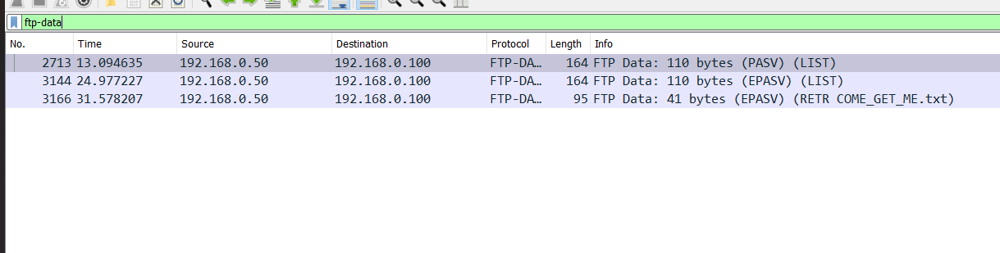 ftp-data
No. Time Source Destination Protocol Length Info
2713 13.094635 192.168.0.50 192.168.0.100 FTP-DA… 164 FTP Data: 110 bytes (PASV) (LIST)
3144 24.977227 192.168.0.50 192.168.0.100 FTP-DA… 164 FTP Data: 110 bytes (EPASV) (LIST)
3166 31.578207 192.168.0.50 192.168.0.100 FTP-DA… 95 FTP Data: 41 bytes (EPASV) (RETR COME_GET_ME.txt)